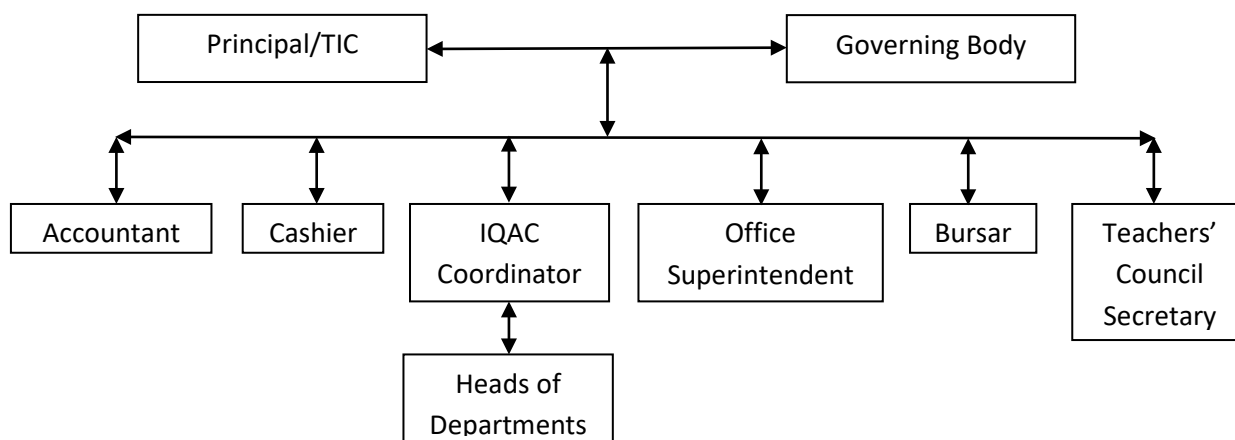 Principal/TIC
Governing Body
Accountant
Cashier
IQAC
Coordinator
Office
Superintendent
Bursar
Teachers’
Council
Secretary
Heads of
Departments